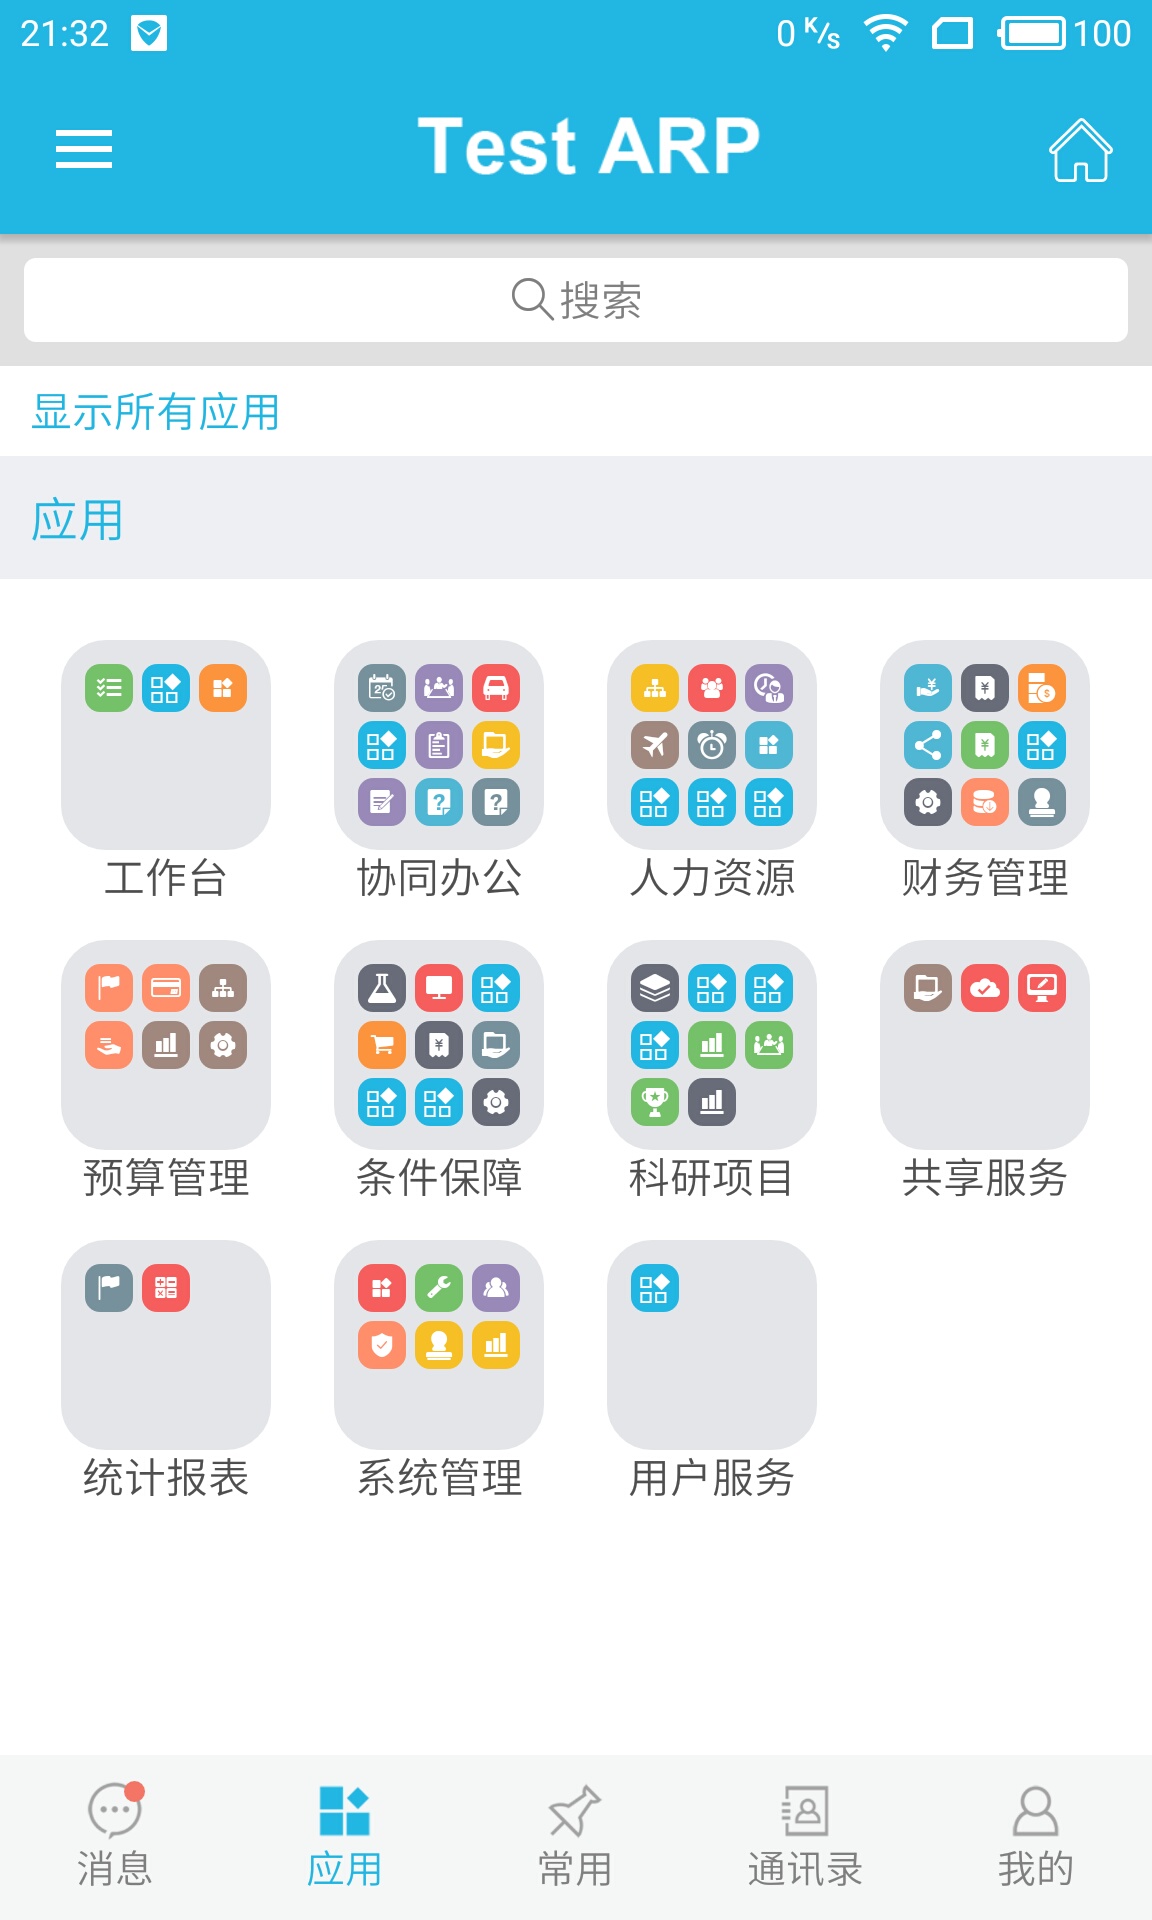 21:32
0 K/s
100
Test ARP
搜索
显示所有应用
应用
工作台
协同办公
人力资源
财务管理
预算管理
条件保障
科研项目
共享服务
统计报表
系统管理
用户服务
消息
应用
常用
通讯录
我的